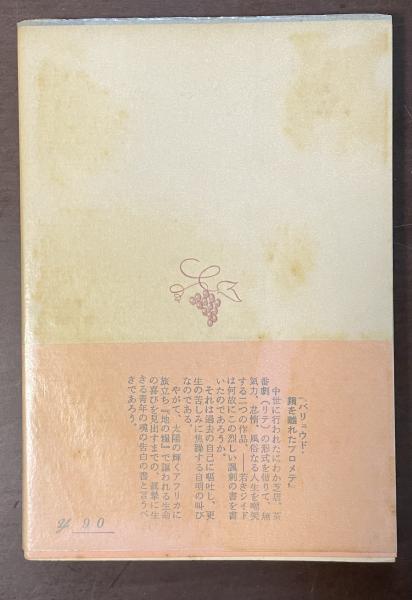 『パリュウド・
鎖を離れたプロメテ』
中世に行われたにわか芝居、茶
番劇（ソテ）の形式を借りて、無
気力、怠惰、風俗なる人生を嘲笑
する二つの作品――若きジイド
は何故にこの烈しい諷刺の書を書
いたのであろうか。
それは過去の自己に嘔吐し、更
生の苦しみに焦躁する自明の叫び
なのである。
やがて、太陽の輝くアフリカに
旅立ち『地の糧』で謳われる生命
の喜びを見出すまでの、真摯に生
きる青年の魂の告白の書と言うべ
きであろう。
90